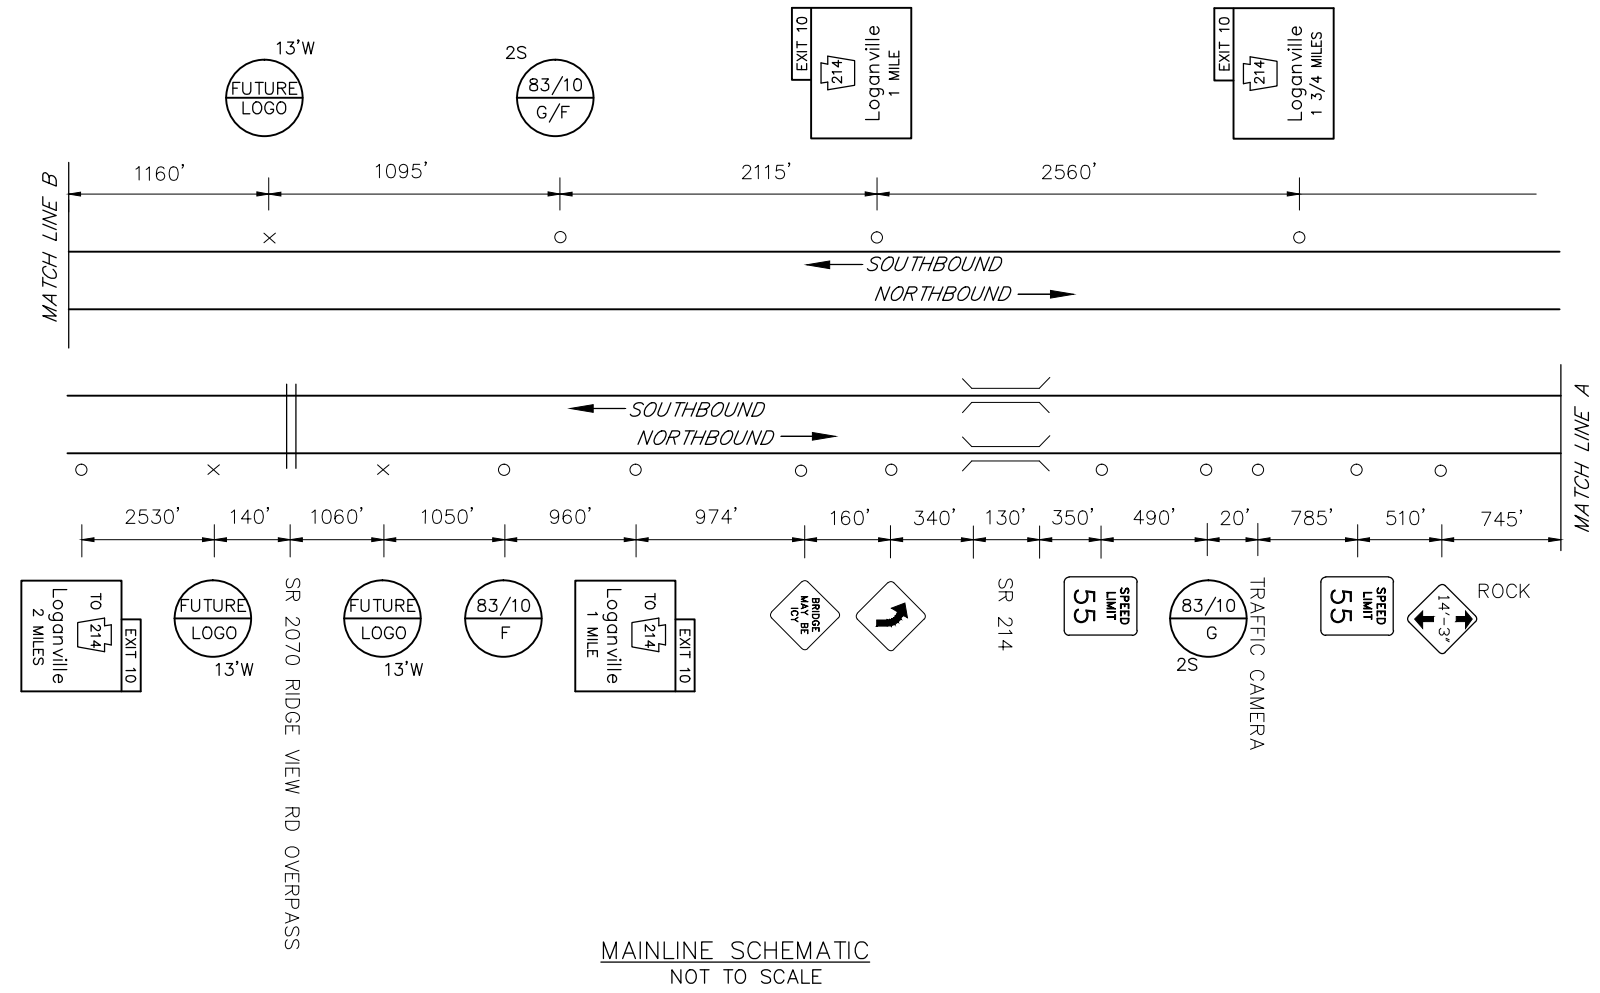 13'W
FUTURE
LOGO
2S
83/10
G/F
EXIT 10
214
Loganville
1 MILE
EXIT 10
214
Loganville
1 3/4 MILES
1160'
1095'
2115'
2560'
MATCH LINE B
SOUTHBOUND
NORTHBOUND
SOUTHBOUND
NORTHBOUND
MATCH LINE A
2530'
140'
1060'
1050'
960'
974'
160'
340'
130'
350'
490'
20'
785'
510'
745'
EXIT 10
TO 214
Loganville
2 MILES
FUTURE
LOGO
13'W
SR 2070 RIDGE VIEW RD OVERPASS
FUTURE
LOGO
13'W
83/10
F
EXIT 10
TO 214
Loganville
1 MILE
BRIDGE
MAY BE
ICY
SR 214
SPEED
LIMIT
55
83/10
G
2S
TRAFFIC CAMERA
SPEED
LIMIT
55
14'-3"
ROCK
MAINLINE SCHEMATIC
NOT TO SCALE